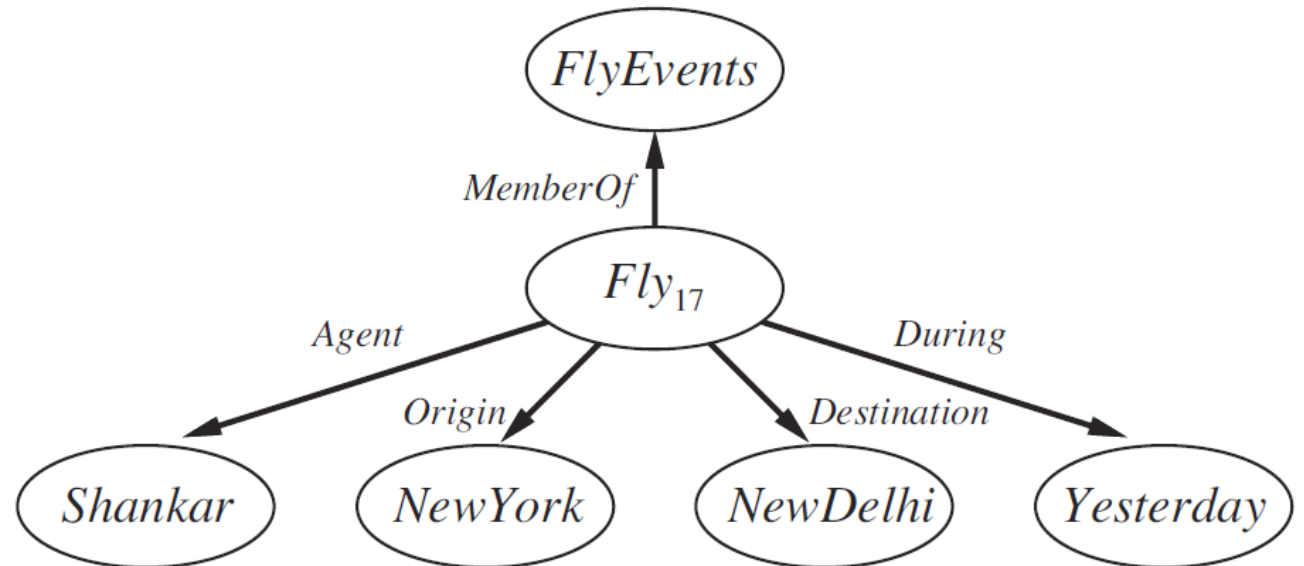 FlyEvents
MemberOf
Fly₁₇
Agent
During
Origin
Destination
Shankar
NewYork
NewDelhi
Yesterday